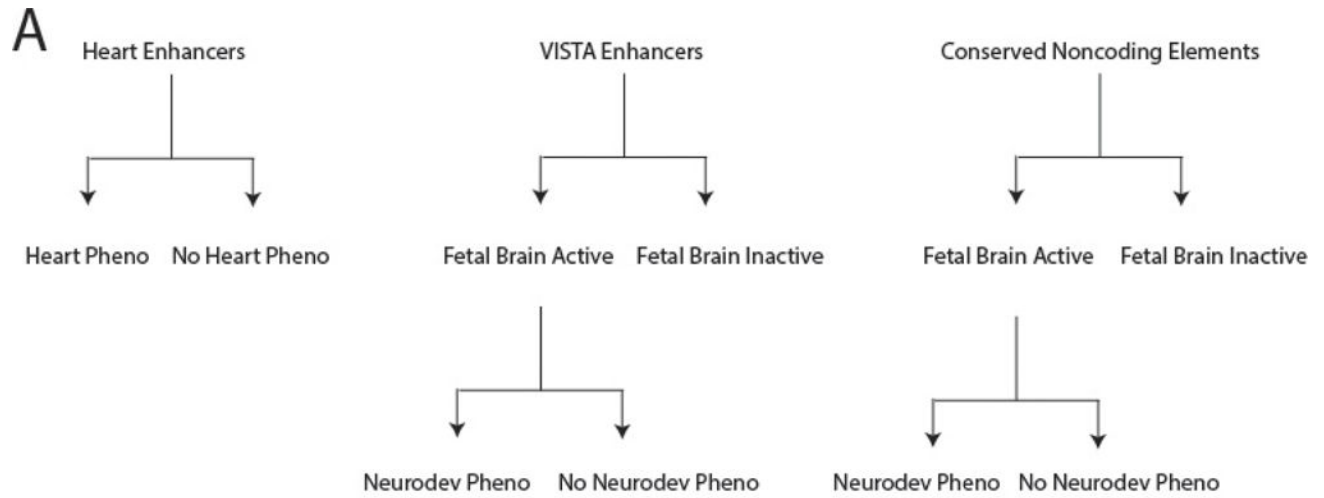 A
Heart Enhancers
VISTA Enhancers
Conserved Noncoding Elements
Heart Pheno
No Heart Pheno
Fetal Brain Active
Fetal Brain Inactive
Fetal Brain Active
Fetal Brain Inactive
Neurodev Pheno
No Neurodev Pheno
Neurodev Pheno
No Neurodev Pheno